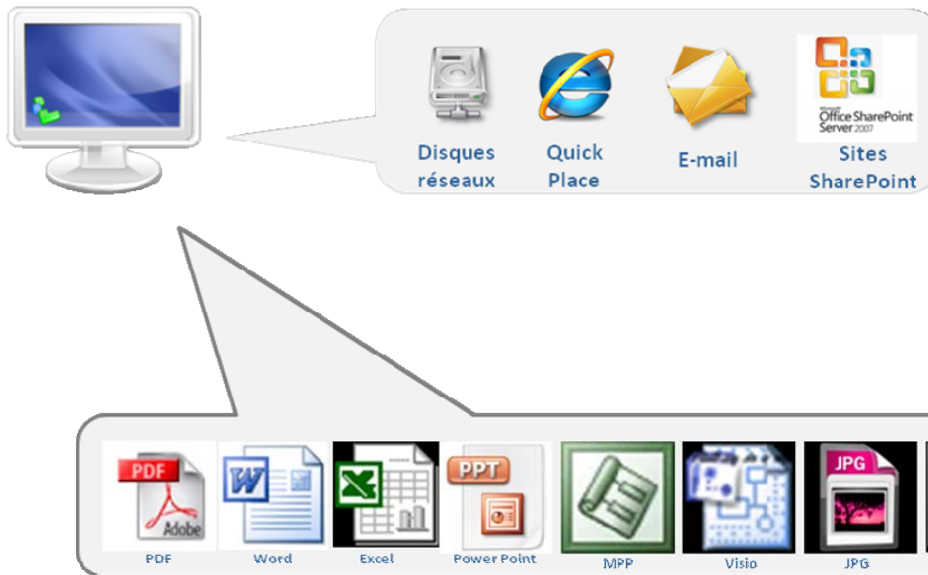 Disques
réseaux
Quick
Place
E-mail
Microsoft
Office SharePoint
Server 2007
Sites
SharePoint
PDF
Adobe
PDF
W
Word
X
Excel
PPT
Power Point
MPP
Visio
JPG
JPG